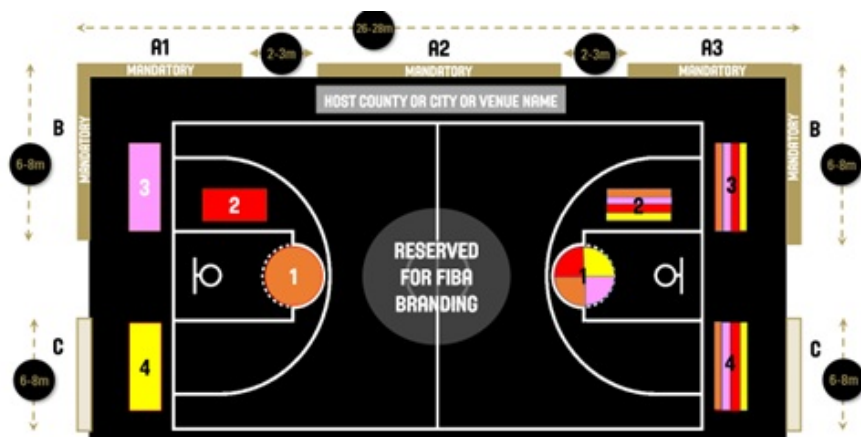 26-28m
A1
2-3m
A2
2-3m
A3
MANDATORY
MANDATORY
MANDATORY
HOST COUNTY OR CITY OR VENUE NAME
B
MANDATORY
6-8m
B
MANDATORY
6-8m
3
2
3
2
1
RESERVED
FOR FIBA
BRANDING
1
C
6-8m
4
4
C
6-8m